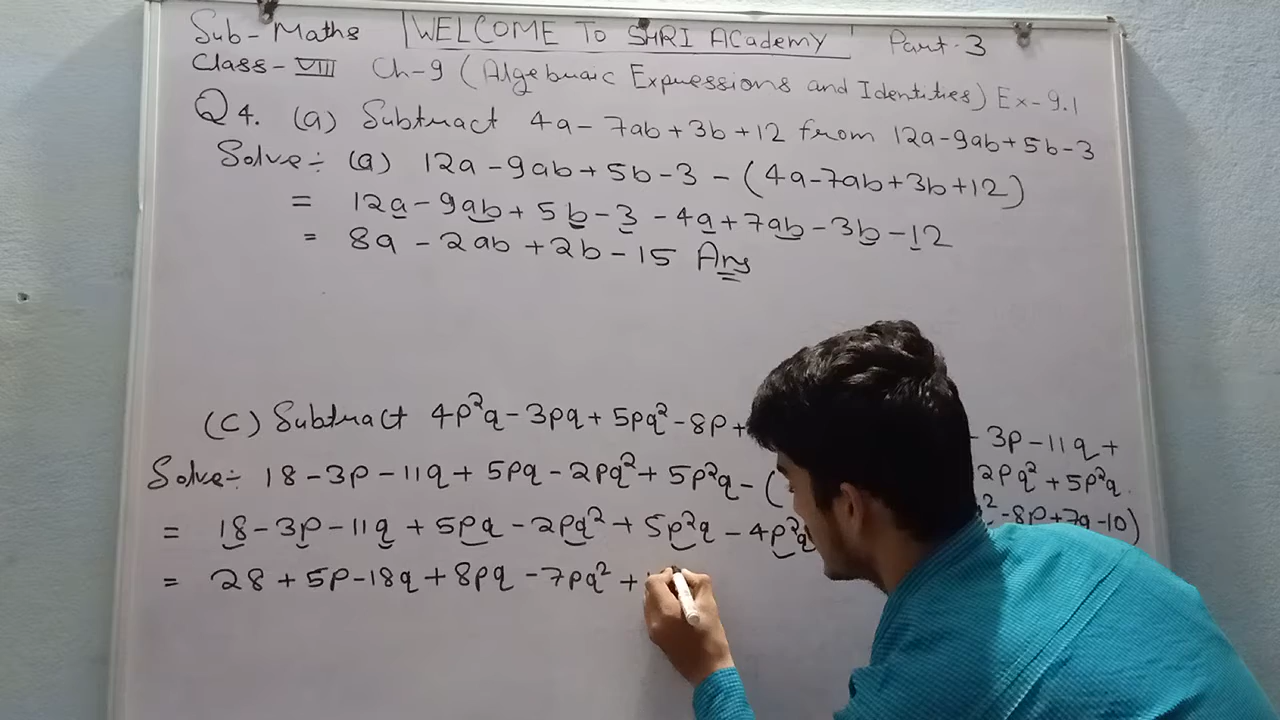 Sub-Maths WELCOME TO SHRI ACademy Part-3
Class-VIII Ch-9 (Algebraic Expressions and Identities) Ex-9.1
Q4. (a) Subtract 4a-7ab+3b+12 from 12a-9ab+5b-3
Solve:- (a) 12a-9ab+5b-3-(4a-7ab+3b+12)
= 12a-9ab+5b-3-4a+7ab-3b-12
= 8a-2ab+2b-15 Ans
(C) Subtract 4p²q-3pq+5pq²-8p+ -3p-11q+
2pq²+5p²q.
Solve:- 18-3p-11q+5pq-2pq²+5p²q-(
-8p+7q-10)
= 18-3p-11q+5pq-2pq²+5p²q-4p²q
= 28+5p-18q+8pq-7pq²+